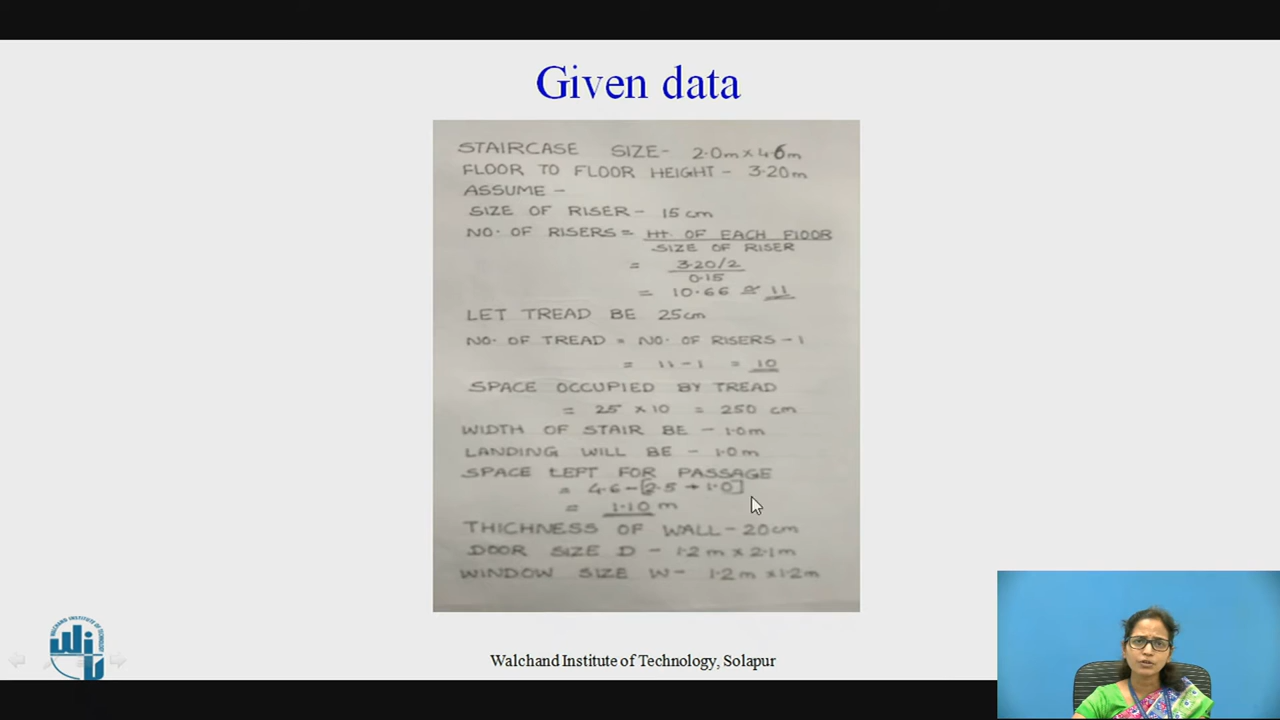 Given data
STAIRCASE SIZE- 2.0m x 4.6m
FLOOR TO FLOOR HEIGHT - 3.20m
ASSUME -
SIZE OF RISER - 15 cm
NO. OF RISERS = Ht. OF EACH FLOOR
SIZE OF RISER
= 3.20/2
0.15
= 10.66 ≅ 11
LET TREAD BE 25cm
NO. OF TREAD = NO. OF RISERS - 1
= 11 - 1 = 10
SPACE OCCUPIED BY TREAD
= 25 x 10 = 250 cm
WIDTH OF STAIR BE - 1.0m
LANDING WILL BE - 1.0m
SPACE LEFT FOR PASSAGE
= 4.6 - [2.5 + 1.0]
= 1.10 m
THICHNESS OF WALL - 20cm
DOOR SIZE D - 1.2m x 2.1m
WINDOW SIZE W- 1.2m x 1.2m
WALCHAND INSTITUTE OF TECHNOLOGY
WIT
Walchand Institute of Technology, Solapur